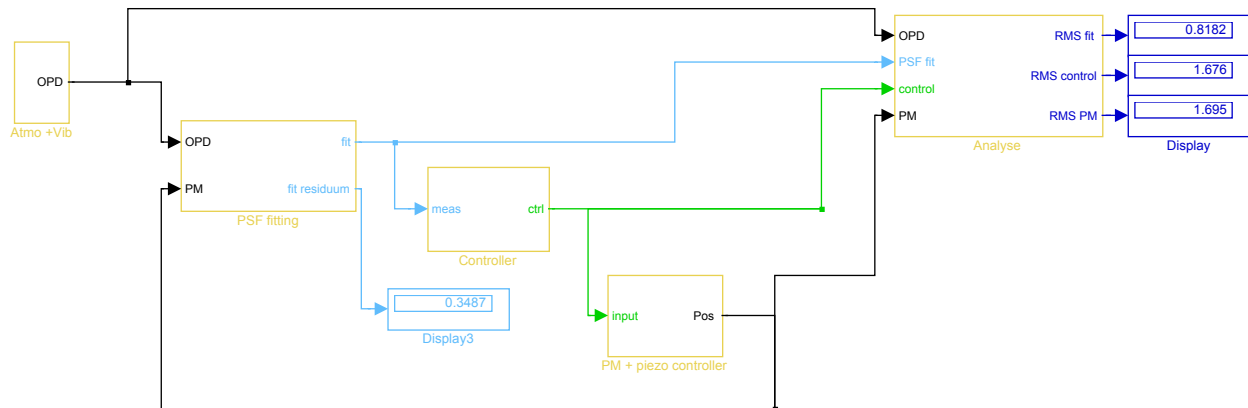 OPD
Atmo +Vib
OPD
PM
fit
fit residuum
PSF fitting
meas
ctrl
Controller
0.3487
Display3
input
Pos
PM + piezo controller
OPD
PSF fit
control
PM
RMS fit
RMS control
RMS PM
Analyse
0.8182
1.676
1.695
Display